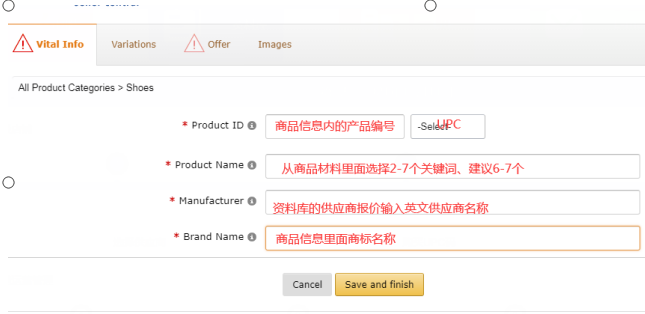 Vital Info Variations Offer Images
All Product Categories > Shoes
* Product ID 商品信息内的产品编号 -Select- UPC
* Product Name 从商品材料里面选择2-7个关键词、建议6-7个
* Manufacturer 资料库的供应商报价输入英文供应商名称
* Brand Name 商品信息里面商标名称
Cancel Save and finish